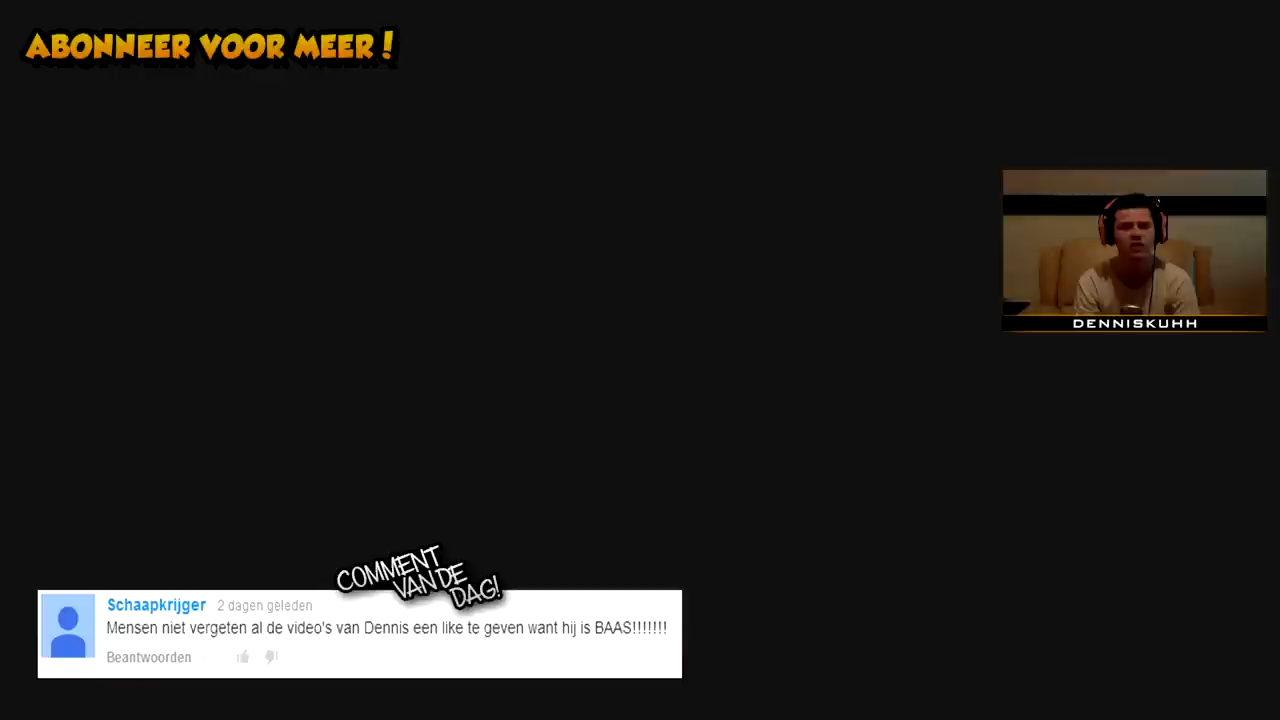 ABONNEER VOOR MEER!
DENNISKUHH
COMMENT
VAN DE
DAG!
Schaapkrijger 2 dagen geleden
Mensen niet vergeten al de video's van Dennis een like te geven want hij is BAAS!!!!!!!
Beantwoorden